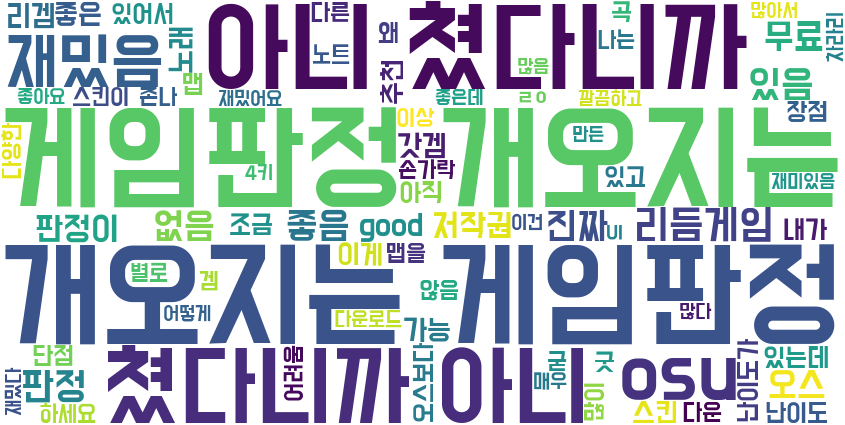 리겜 좋은 있어서 다른 왜 곡 많아서
재밌음 노래 아니 쳤다니까 노트 나는 무료 차라리
좋아요 스킨이 존나 맵 재밌어요 추천 많음 좋은데 ㄹㅇ 깔끔하고 있음 장점
다양한 게임판정 개오지는
4키 이상 갓겜 손가락 아직 만든 있고 재미있음
판정이 없음 조금 좋음 good 저작권 이건 진짜 UI 리듬게임 내가
개오지는 게임판정
별로 겜 어떻게 이게 맵을 않음 다운로드 가능 많다
단점 쳤다니까 아니 어려움 오스보다 굳 굿 매우 osu 난이도가 있는데
재밌다 판정 하세요 스킨 다운 난이도 오스